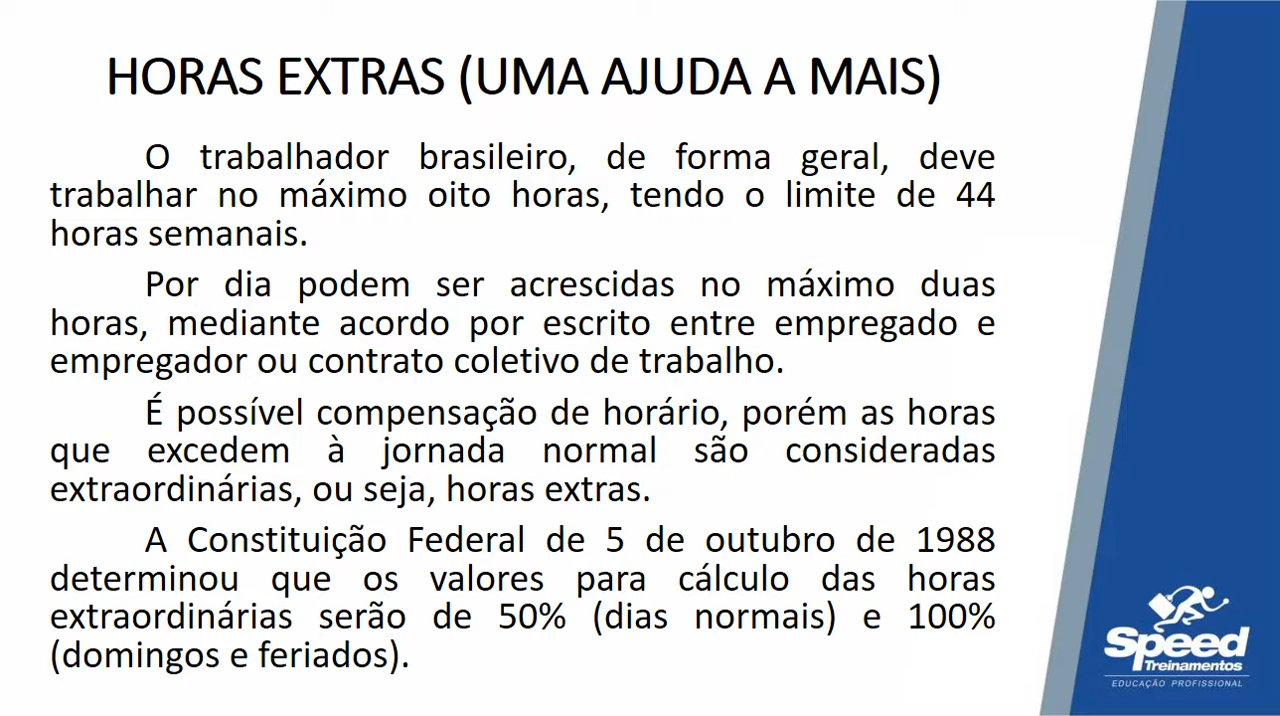 HORAS EXTRAS (UMA AJUDA A MAIS)
O trabalhador brasileiro, de forma geral, deve
trabalhar no máximo oito horas, tendo o limite de 44
horas semanais.
Por dia podem ser acrescidas no máximo duas
horas, mediante acordo por escrito entre empregado e
empregador ou contrato coletivo de trabalho.
É possível compensação de horário, porém as horas
que excedem à jornada normal são consideradas
extraordinárias, ou seja, horas extras.
A Constituição Federal de 5 de outubro de 1988
determinou que os valores para cálculo das horas
extraordinárias serão de 50% (dias normais) e 100%
(domingos e feriados).
Speed
Treinamentos
EDUCAÇÃO PROFISSIONAL